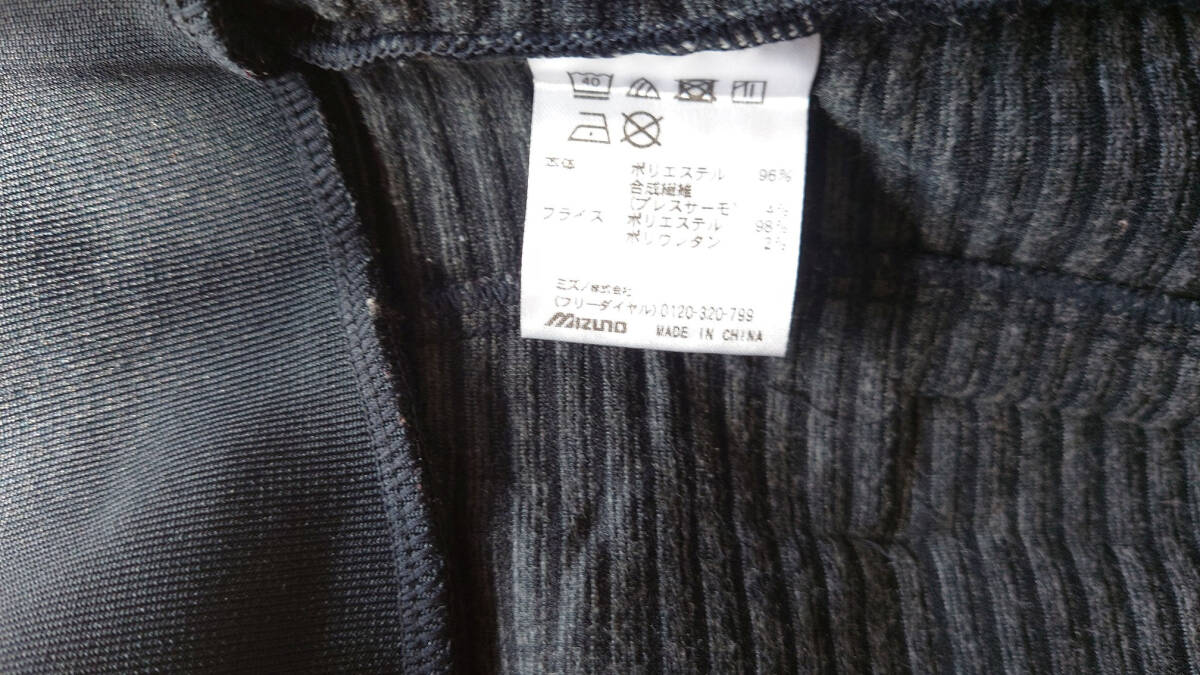 40
本体 ポリエステル 96%
合成繊維
(ブレスサーモ) 4%
フライス ポリエステル 98%
ポリウレタン 2%
ミズノ株式会社
(フリーダイヤル)0120-320-799
MIZUNO MADE IN CHINA